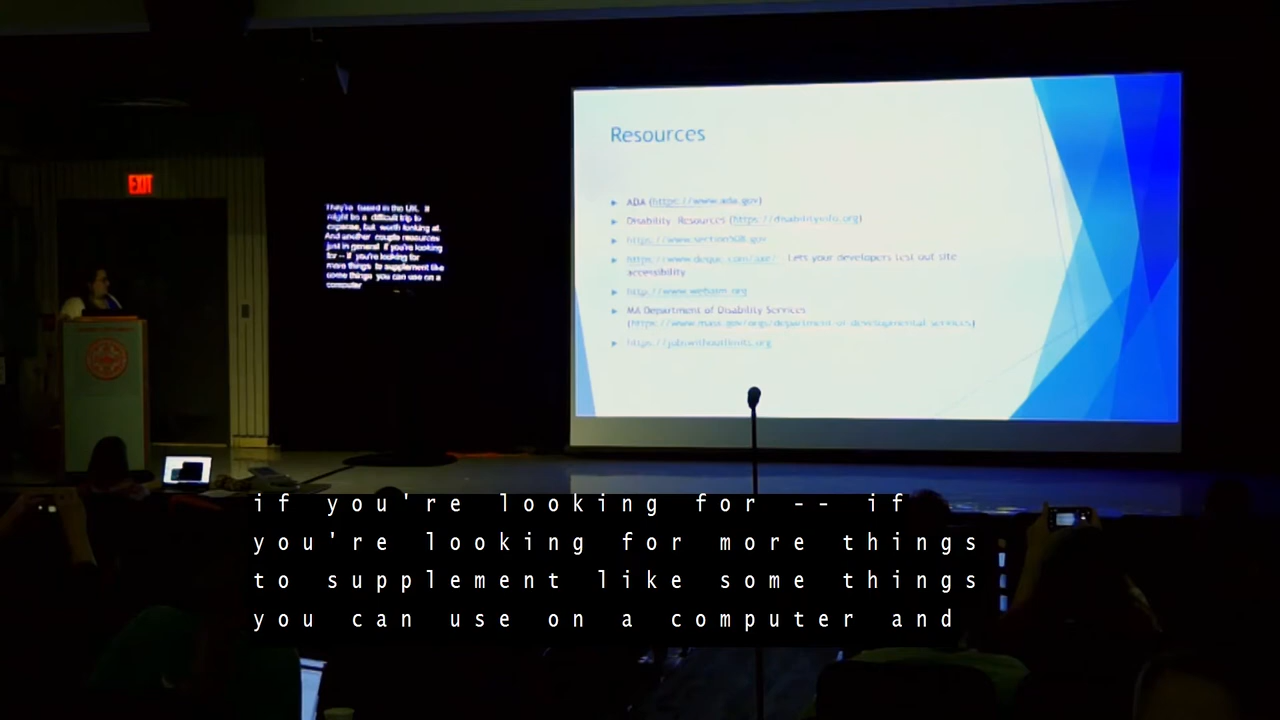 EXIT
They're based in the UK. It
might be a difficult trip to
expense, but worth looking at.
And another couple resources
just in general if you're looking
for -- if you're looking for
more things to supplement like
some things you can use on a
computer
Resources
ADA (https://www.ada.gov)
Disability Resources (https://disabilityinfo.org)
https://www.section508.gov
https://www.deque.com/axe/ Lets your developers test out site
accessibility
http://www.webaim.org
MA Department of Disability Services
(https://www.mass.gov/orgs/department-of-developmental-services)
https://jobswithoutlimits.org
if you're looking for -- if
you're looking for more things
to supplement like some things
you can use on a computer and